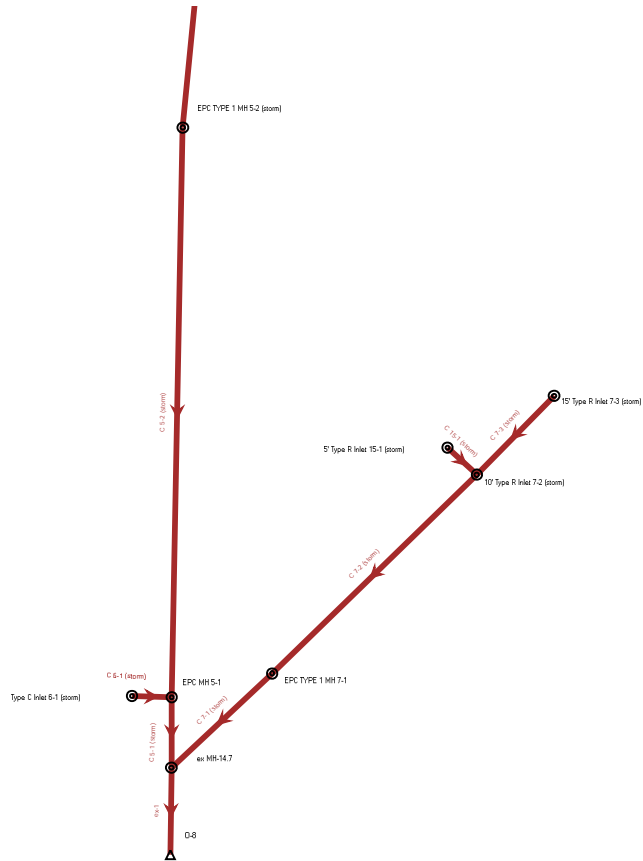 EPC TYPE 1 MH 5-2 (storm)
C 5-2 (storm)
15' Type R Inlet 7-3 (storm)
C 7-3 (storm)
C 15-1 (storm)
5' Type R Inlet 15-1 (storm)
10' Type R Inlet 7-2 (storm)
C 7-2 (storm)
C 6-1 (storm)
EPC MH 5-1
EPC TYPE 1 MH 7-1
Type C Inlet 6-1 (storm)
C 7-1 (storm)
C 5-1 (storm)
ex MH-14.7
ex-1
O-8